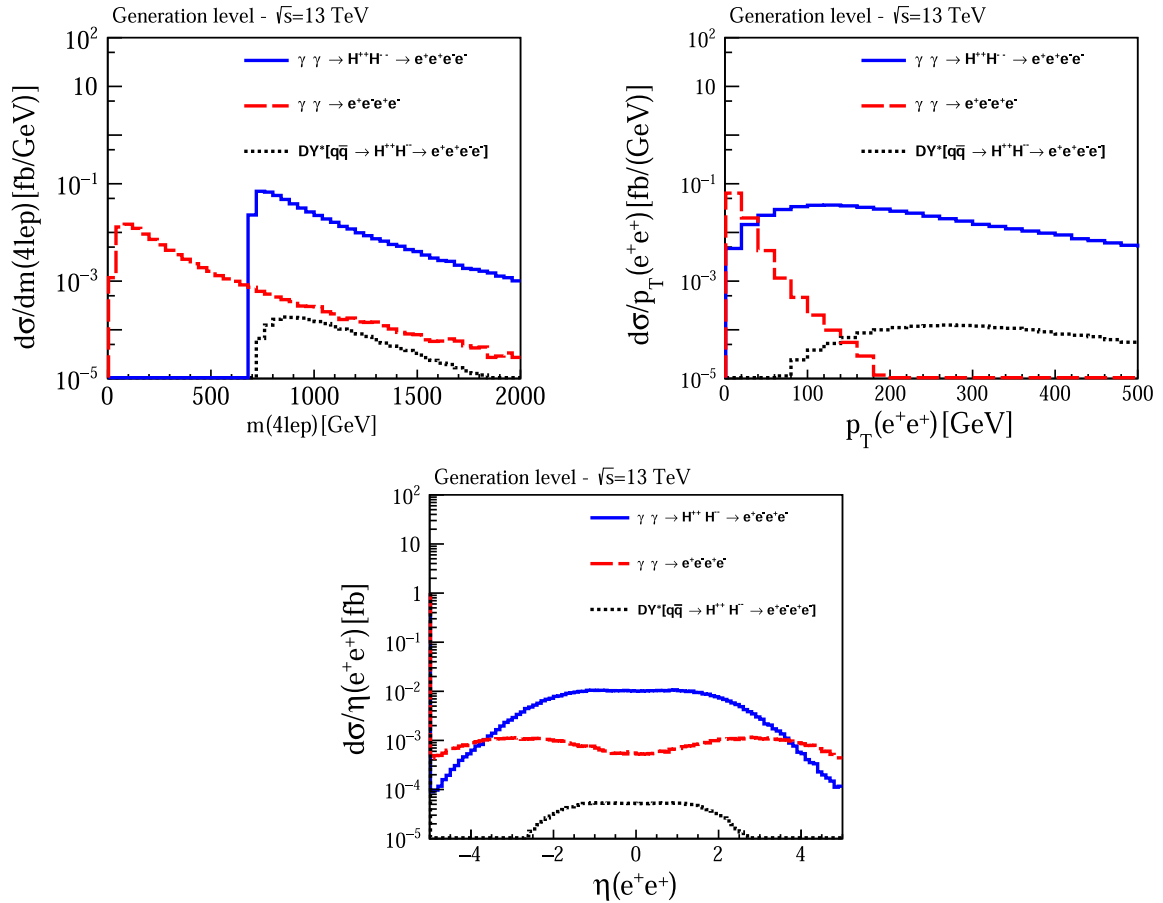 Generation level - √s=13 TeV
dσ/dm(4lep) [fb/GeV]
10²
10
1
10⁻¹
10⁻³
10⁻⁵
γ γ → H⁺⁺H⁻⁻ → e⁺e⁺e⁻e⁻
γ γ → e⁺e⁻e⁺e⁻
DY*[qq̅ → H⁺⁺H⁻⁻ → e⁺e⁺e⁻e⁻]
0 500 1000 1500 2000
m(4lep) [GeV]
Generation level - √s=13 TeV
dσ/p_T(e⁺e⁺) [fb/(GeV)]
10²
10
1
10⁻¹
10⁻³
10⁻⁵
γ γ → H⁺⁺H⁻⁻ → e⁺e⁺e⁻e⁻
γ γ → e⁺e⁻e⁺e⁻
DY*[qq̅ → H⁺⁺H⁻⁻ → e⁺e⁺e⁻e⁻]
0 100 200 300 400 500
p_T(e⁺e⁺) [GeV]
Generation level - √s=13 TeV
dσ/η(e⁺e⁺) [fb]
10²
10
1
10⁻¹
10⁻²
10⁻³
10⁻⁴
10⁻⁵
γ γ → H⁺⁺ H⁻⁻ → e⁺e⁻e⁺e⁻
γ γ → e⁺e⁻e⁺e⁻
DY*[qq̅ → H⁺⁺ H⁻⁻ → e⁺e⁻e⁺e⁻]
−4 −2 0 2 4
η(e⁺e⁺)